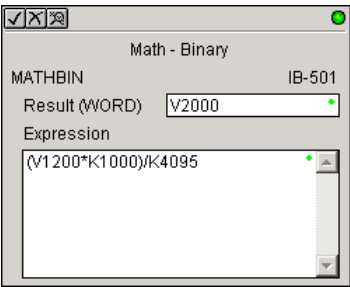 Math - Binary
MATHBIN IB-501
Result (WORD) V2000
Expression
(V1200*K1000)/K4095